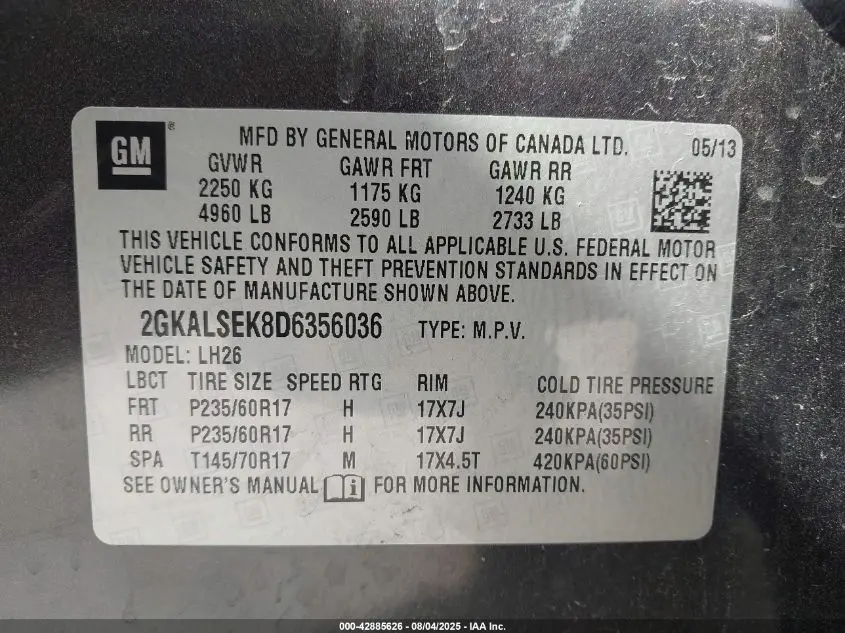 GM ® MFD BY GENERAL MOTORS OF CANADA LTD. 05/13
GVWR GAWR FRT GAWR RR
2250 KG 1175 KG 1240 KG
4960 LB 2590 LB 2733 LB
THIS VEHICLE CONFORMS TO ALL APPLICABLE U.S. FEDERAL MOTOR
VEHICLE SAFETY AND THEFT PREVENTION STANDARDS IN EFFECT ON
THE DATE OF MANUFACTURE SHOWN ABOVE.
2GKALSEK8D6356036 TYPE: M.P.V.
MODEL: LH26
LBCT TIRE SIZE SPEED RTG RIM COLD TIRE PRESSURE
FRT P235/60R17 H 17X7J 240KPA(35PSI)
RR P235/60R17 H 17X7J 240KPA(35PSI)
SPA T145/70R17 M 17X4.5T 420KPA(60PSI)
SEE OWNER'S MANUAL i FOR MORE INFORMATION.
000-42885626 - 08/04/2025 - IAA Inc.